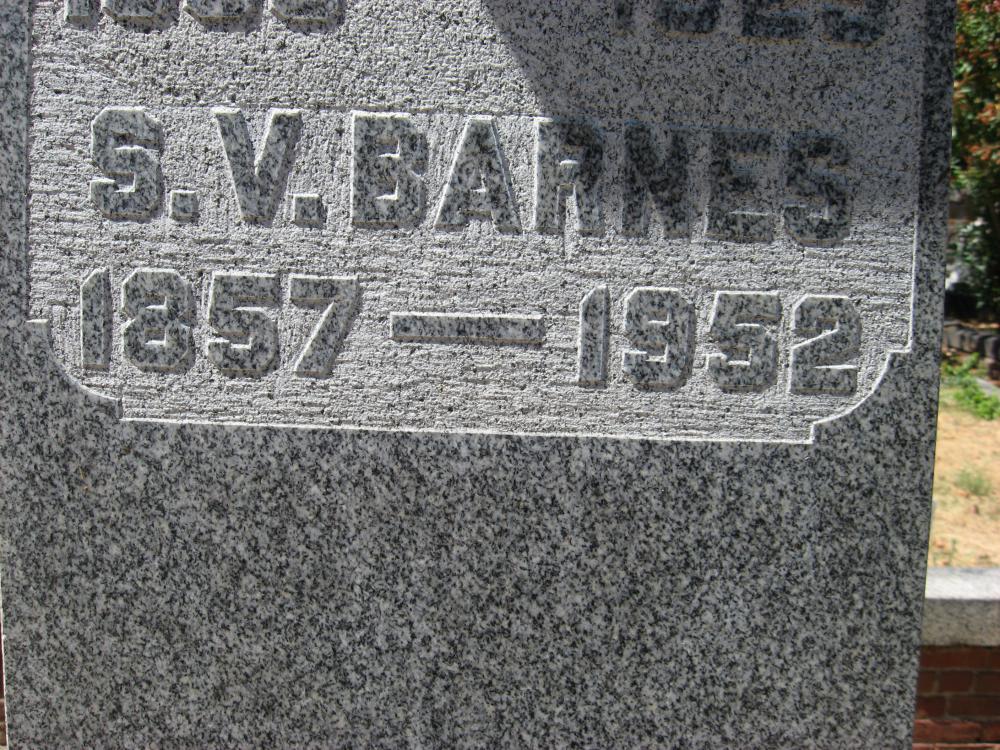 S.V. BARNES
1857 — 1952